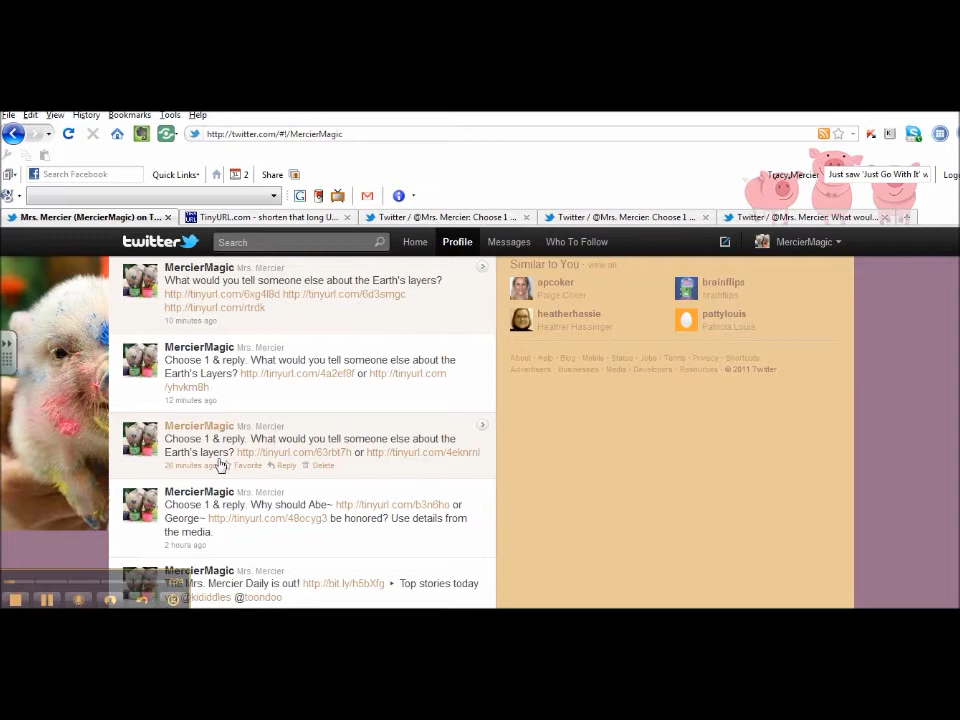 File Edit View History Bookmarks Tools Help
http://twitter.com/#!/MercierMagic
Search Facebook Quick Links 2 Share Tracy Mercier Just saw 'Just Go With It' w
Mrs. Mercier (MercierMagic) on T... TinyURL.com - shorten that long U... Twitter / @Mrs. Mercier: Choose 1 ... Twitter / @Mrs. Mercier: Choose 1 ... Twitter / @Mrs. Mercier: What woul...
twitter Search Home Profile Messages Who To Follow MercierMagic
MercierMagic Mrs. Mercier
What would you tell someone else about the Earth's layers?
http://tinyurl.com/6xg4l8d http://tinyurl.com/6d3smgc
http://tinyurl.com/rtrdk
10 minutes ago
MercierMagic Mrs. Mercier
Choose 1 & reply. What would you tell someone else about the
Earth's Layers? http://tinyurl.com/4a2ef8f or http://tinyurl.com
/yhvkm8h
12 minutes ago
MercierMagic Mrs. Mercier
Choose 1 & reply. What would you tell someone else about the
Earth's layers? http://tinyurl.com/63rbt7h or http://tinyurl.com/4eknrnl
26 minutes ago Favorite Reply Delete
MercierMagic Mrs. Mercier
Choose 1 & reply. Why should Abe~ http://tinyurl.com/b3n6ho or
George~ http://tinyurl.com/48ocyg3 be honored? Use details from
the media.
2 hours ago
MercierMagic Mrs. Mercier
The Mrs. Mercier Daily is out! http://bit.ly/h5bXfg ▸ Top stories today
@kididdles @toondoo
Similar to You · view all
apcoker
Paige Coker
brainflips
brainflips
heatherhassie
Heather Hassinger
pattylouis
Patricia Louis
About · Help · Blog · Mobile · Status · Jobs · Terms · Privacy · Shortcuts
Advertisers · Businesses · Media · Developers · Resources · © 2011 Twitter